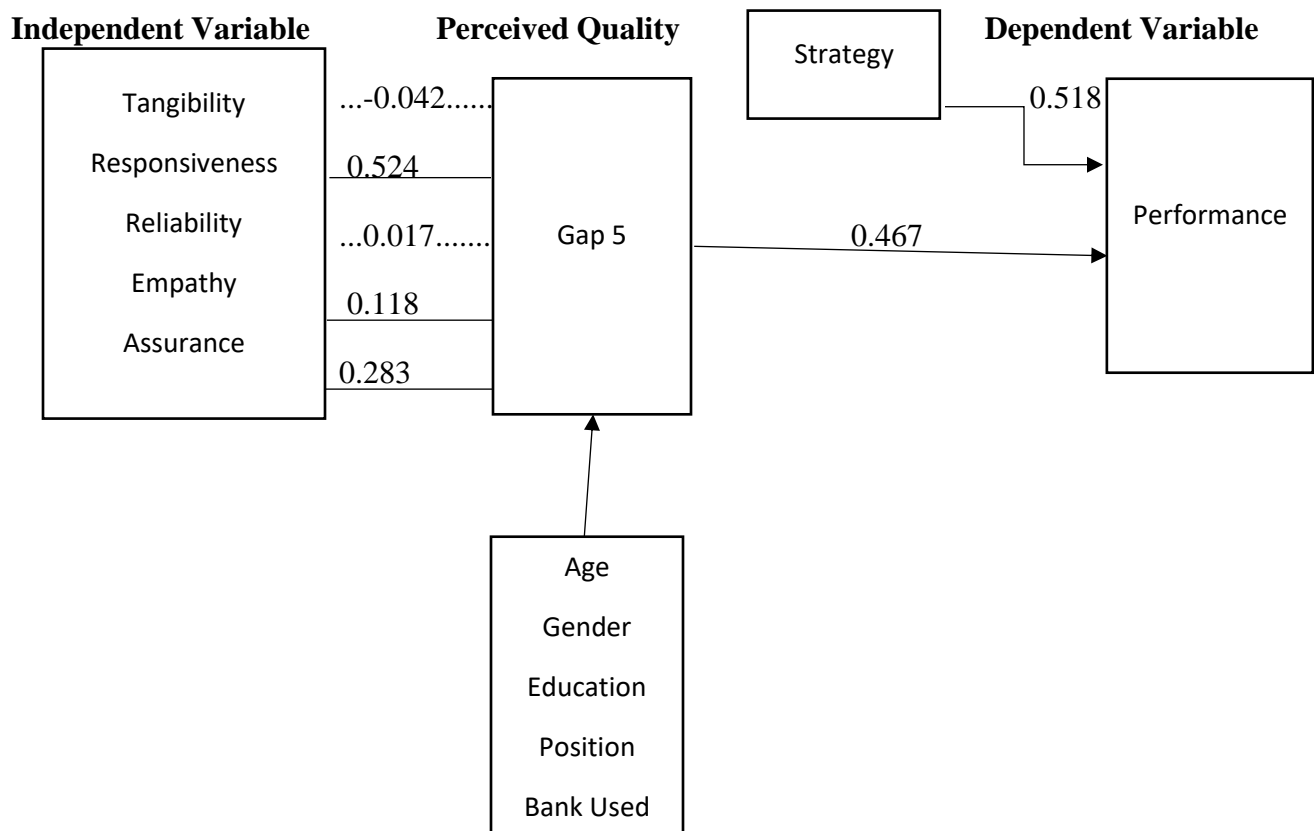 Independent Variable
Perceived Quality
Dependent Variable
Strategy
Tangibility
Responsiveness
Reliability
Empathy
Assurance
...-0.042......
0.524
...0.017.......
0.118
0.283
Gap 5
0.518
0.467
Performance
Age
Gender
Education
Position
Bank Used